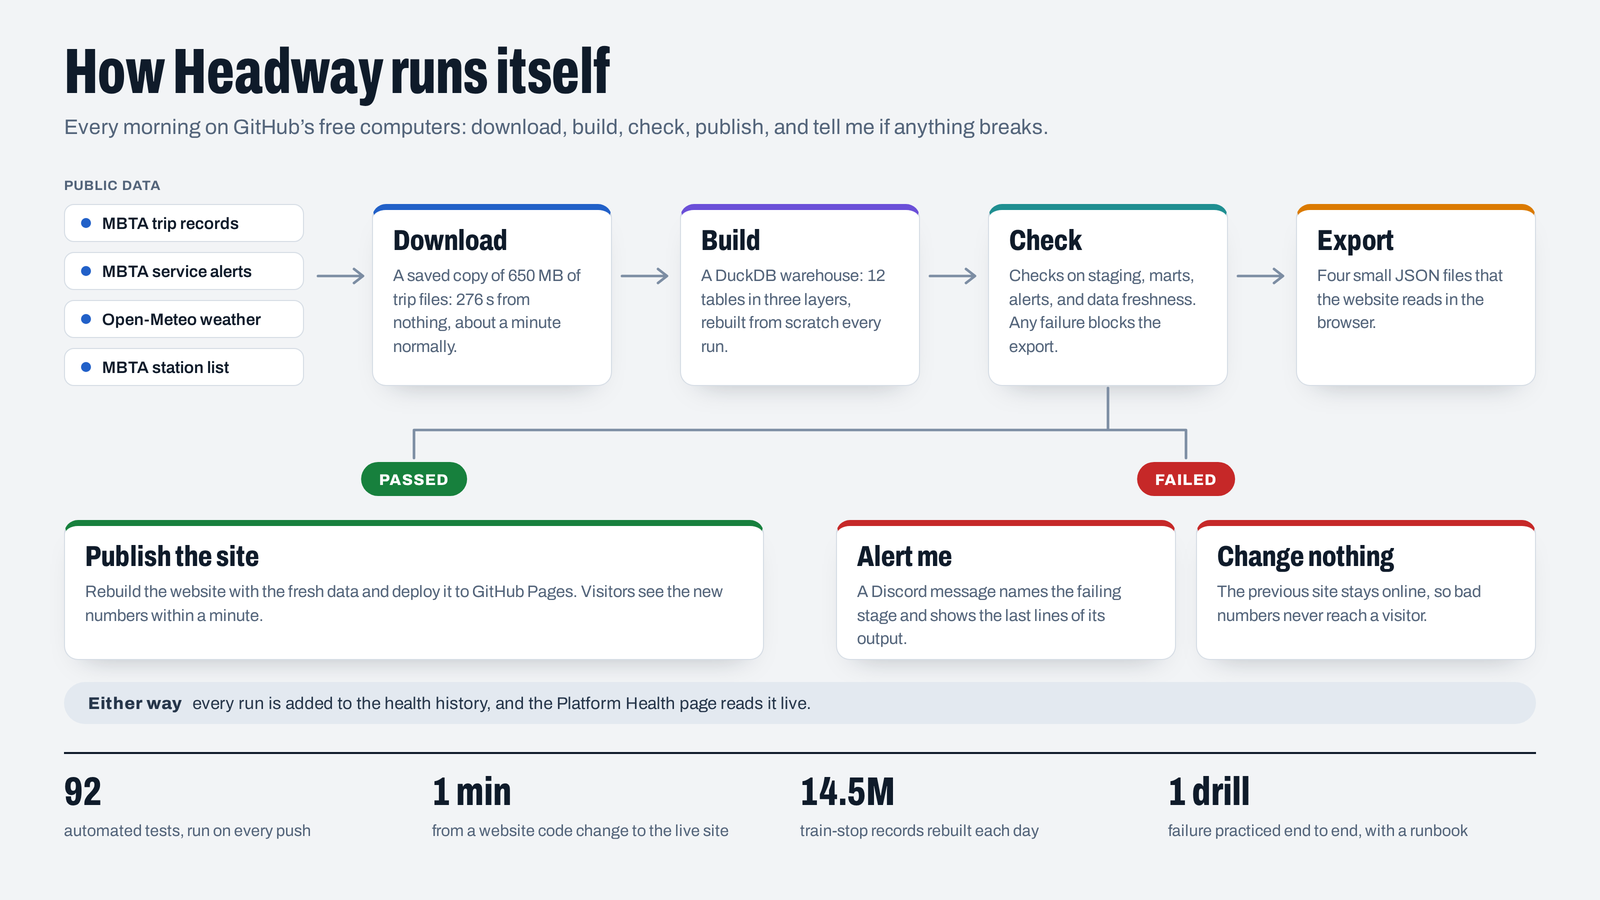 How Headway runs itself
Every morning on GitHub’s free computers: download, build, check, publish, and tell me if anything breaks.
PUBLIC DATA
MBTA trip records
MBTA service alerts
Open-Meteo weather
MBTA station list
Download
A saved copy of 650 MB of
trip files: 276 s from
nothing, about a minute
normally.
Build
A DuckDB warehouse: 12
tables in three layers,
rebuilt from scratch every
run.
Check
Checks on staging, marts,
alerts, and data freshness.
Any failure blocks the
export.
Export
Four small JSON files that
the website reads in the
browser.
PASSED
FAILED
Publish the site
Rebuild the website with the fresh data and deploy it to GitHub Pages. Visitors see the new
numbers within a minute.
Alert me
A Discord message names the failing
stage and shows the last lines of its
output.
Change nothing
The previous site stays online, so bad
numbers never reach a visitor.
Either way every run is added to the health history, and the Platform Health page reads it live.
92
automated tests, run on every push
1 min
from a website code change to the live site
14.5M
train-stop records rebuilt each day
1 drill
failure practiced end to end, with a runbook